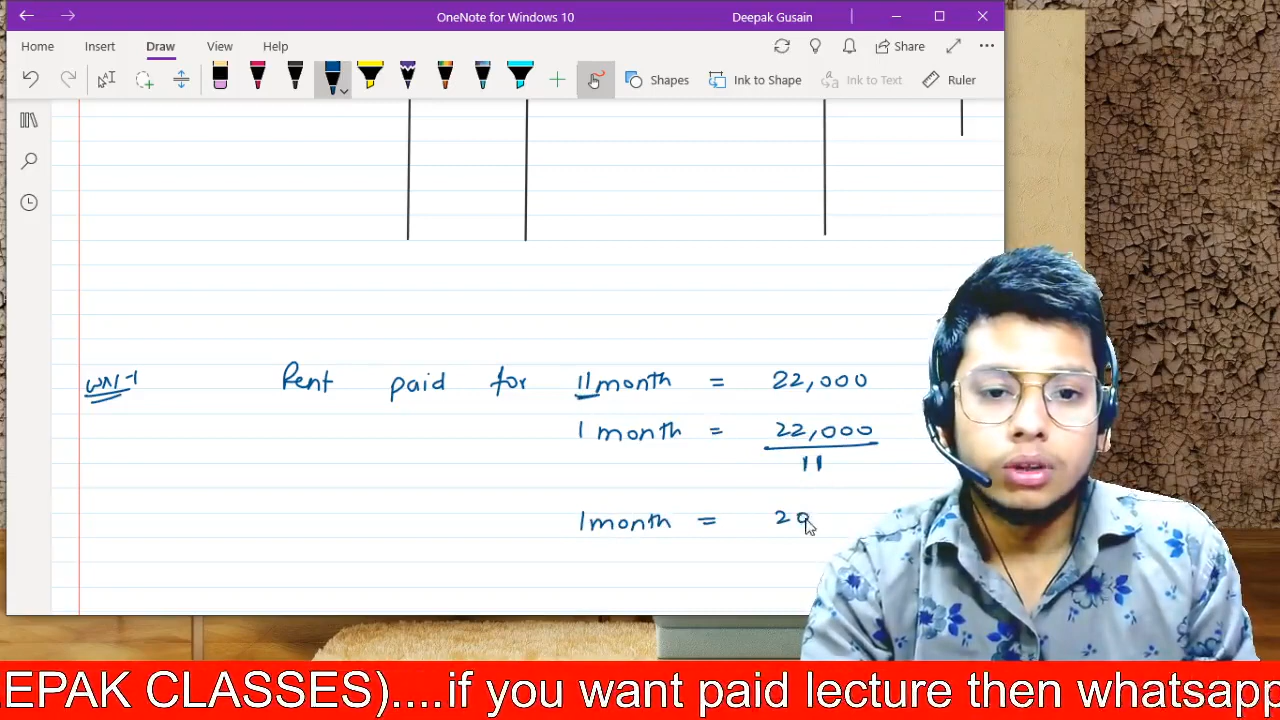 OneNote for Windows 10
Deepak Gusain
Home Insert Draw View Help
Share
Shapes
Ink to Shape
Ink to Text
Ruler
Rent paid for 11 month = 22,000
1 month = 22,000
11
1 month = 20
EPAK CLASSES)....if you want paid lecture then whatsapp